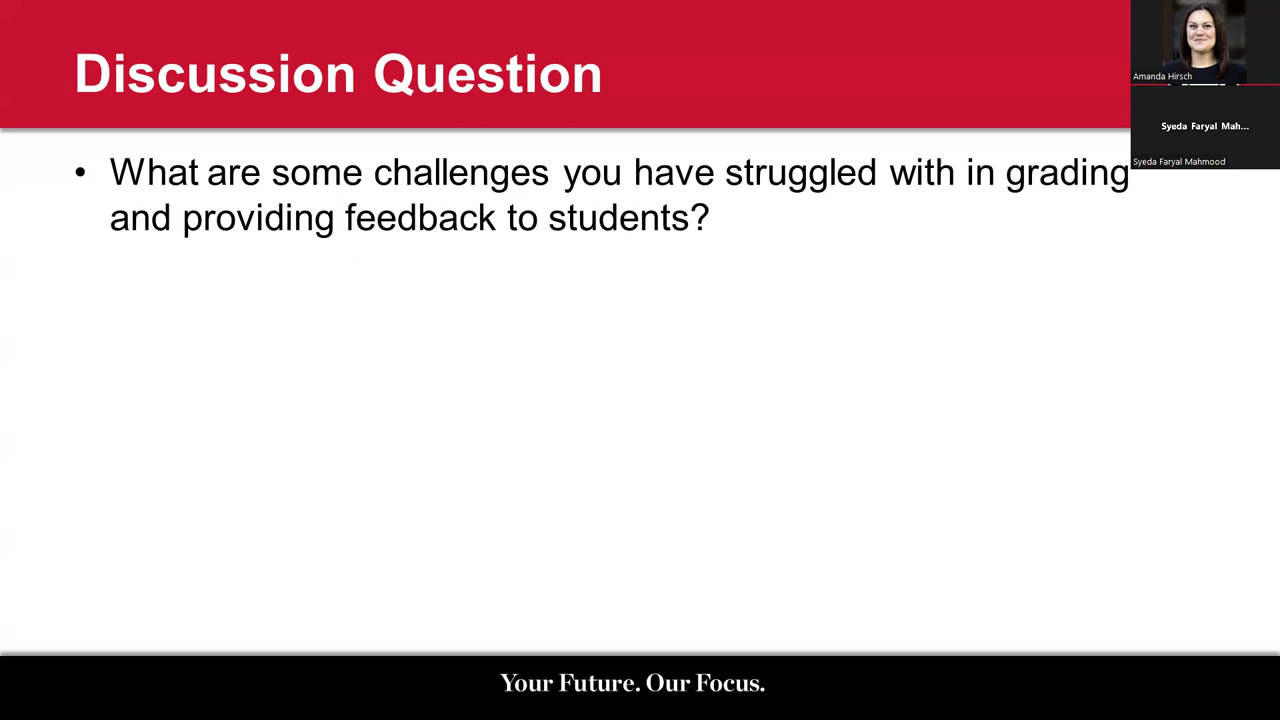 Discussion Question
Amanda Hirsch
Syeda Faryal Mah...
Syeda Faryal Mahmood
• What are some challenges you have struggled with in grading
and providing feedback to students?
Your Future. Our Focus.